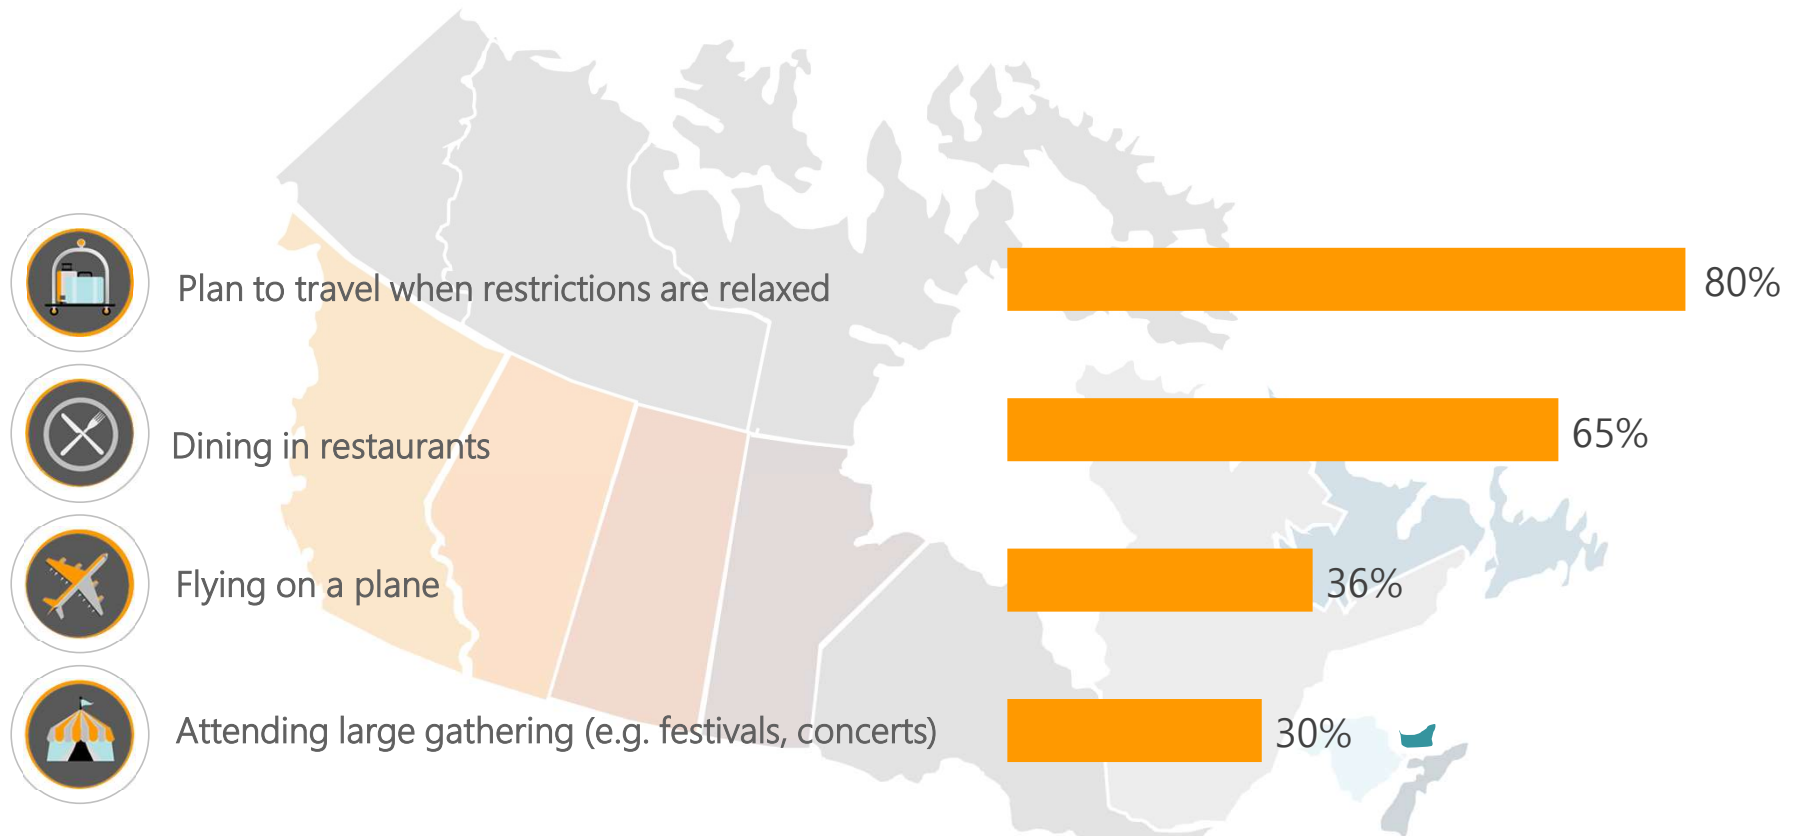 Plan to travel when restrictions are relaxed 80%
Dining in restaurants 65%
Flying on a plane 36%
Attending large gathering (e.g. festivals, concerts) 30%